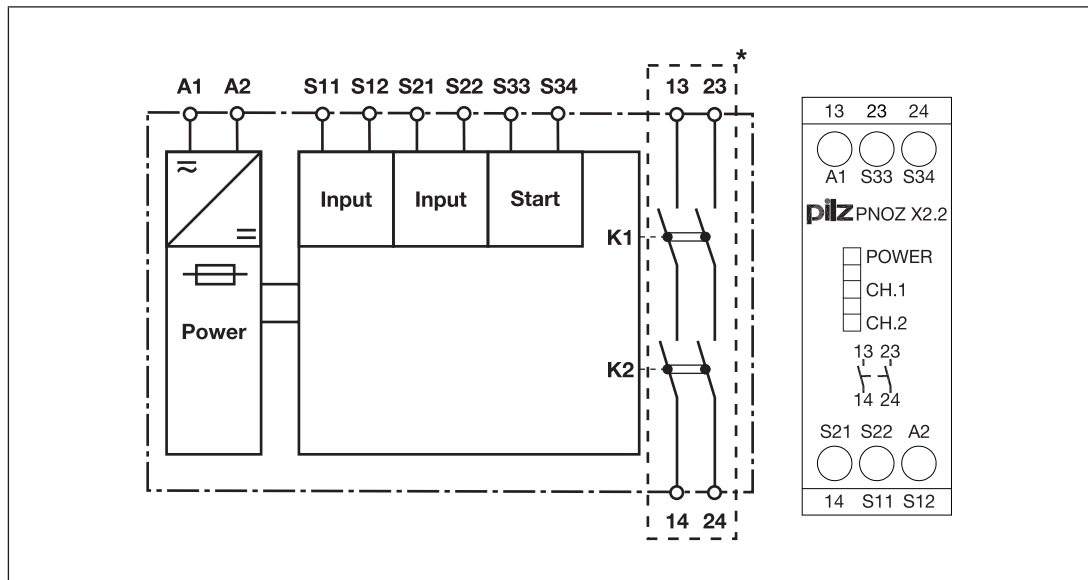 *
A1 A2 S11 S12 S21 S22 S33 S34 13 23
Input Input Start
K1
Power
K2
14 24
13 23 24
A1 S33 S34
pilz PNOZ X2.2
POWER
CH.1
CH.2
13 23
14 24
S21 S22 A2
14 S11 S12